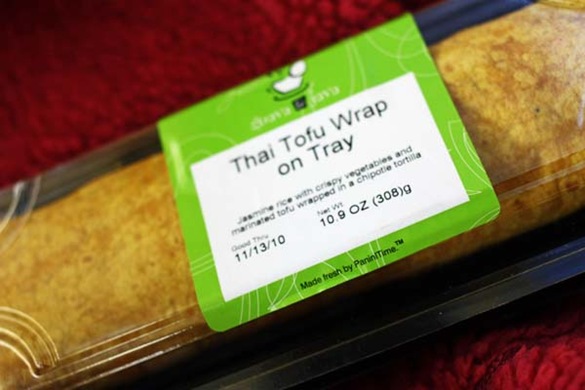 Thai Tofu Wrap
on Tray
Jasmine rice with crispy vegetables and
marinated tofu wrapped in a chipotle tortilla
Good Thru
11/13/10
Net Wt
10.9 OZ (308)g
Made fresh by PaniniTime.™